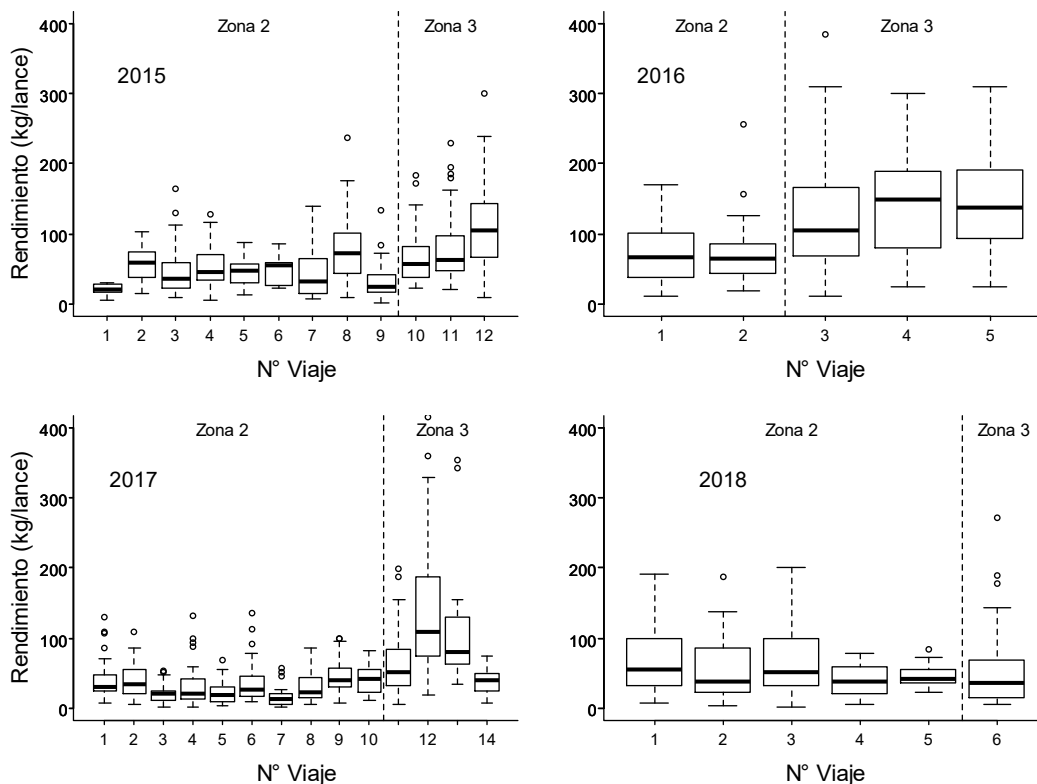 Zona 2 Zona 3
2015
Rendimiento (kg/lance)
400
300
200
100
0
1 2 3 4 5 6 7 8 9 10 11 12
N° Viaje
Zona 2 Zona 3
2016
400
300
200
100
0
1 2 3 4 5
N° Viaje
Zona 2 Zona 3
2017
Rendimiento (kg/lance)
400
300
200
100
0
1 2 3 4 5 6 7 8 9 10 12 14
N° Viaje
Zona 2 Zona 3
2018
400
300
200
100
0
1 2 3 4 5 6
N° Viaje